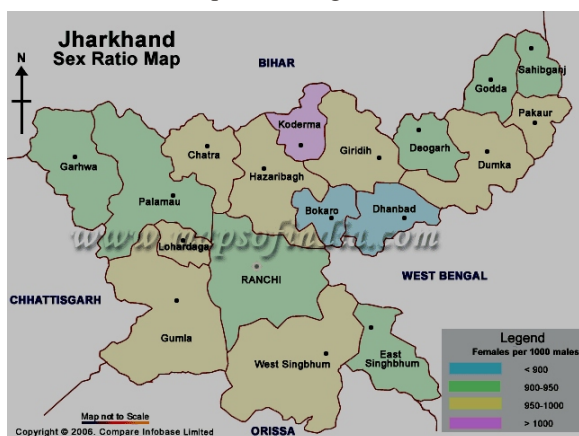 Jharkhand
Sex Ratio Map
N
BIHAR
Sahibganj
Godda
Pakaur
Koderma
Deogarh
Chatra
Giridih
Garhwa
Dumka
Hazaribagh
Palamau
Bokaro
Dhanbad
www.mapsofindia.com
Lohardaga
RANCHI
WEST BENGAL
CHHATTISGARH
Gumla
West Singbhum
East
Singhbhum
Legend
Females per 1000 males
< 900
900-950
950-1000
> 1000
Map not to Scale
Copyright © 2006. Compare Infobase Limited
ORISSA